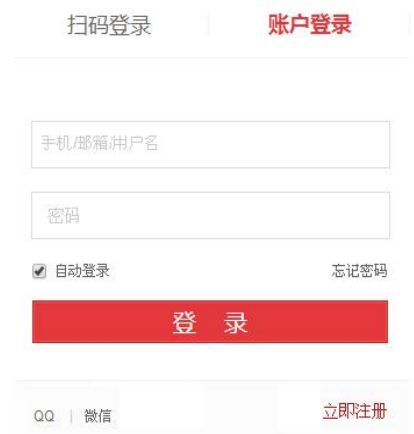 扫码登录 账户登录
手机/邮箱/用户名
密码
自动登录 忘记密码
登 录
QQ | 微信 立即注册